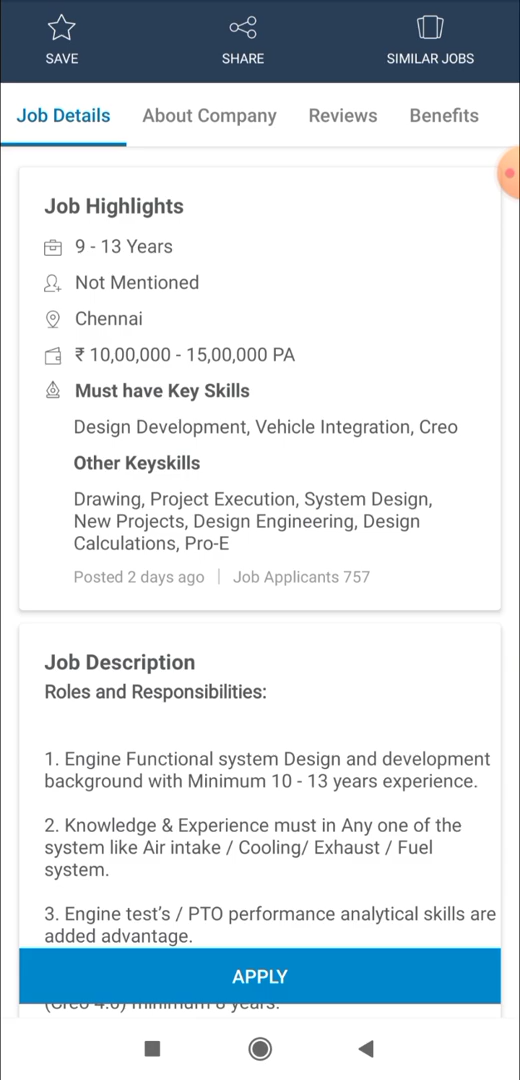 SAVE SHARE SIMILAR JOBS
Job Details About Company Reviews Benefits
Job Highlights
9 - 13 Years
Not Mentioned
Chennai
₹ 10,00,000 - 15,00,000 PA
Must have Key Skills
Design Development, Vehicle Integration, Creo
Other Keyskills
Drawing, Project Execution, System Design,
New Projects, Design Engineering, Design
Calculations, Pro-E
Posted 2 days ago | Job Applicants 757
Job Description
Roles and Responsibilities:
1. Engine Functional system Design and development
background with Minimum 10 - 13 years experience.
2. Knowledge & Experience must in Any one of the
system like Air intake / Cooling/ Exhaust / Fuel
system.
3. Engine test’s / PTO performance analytical skills are
added advantage.
APPLY